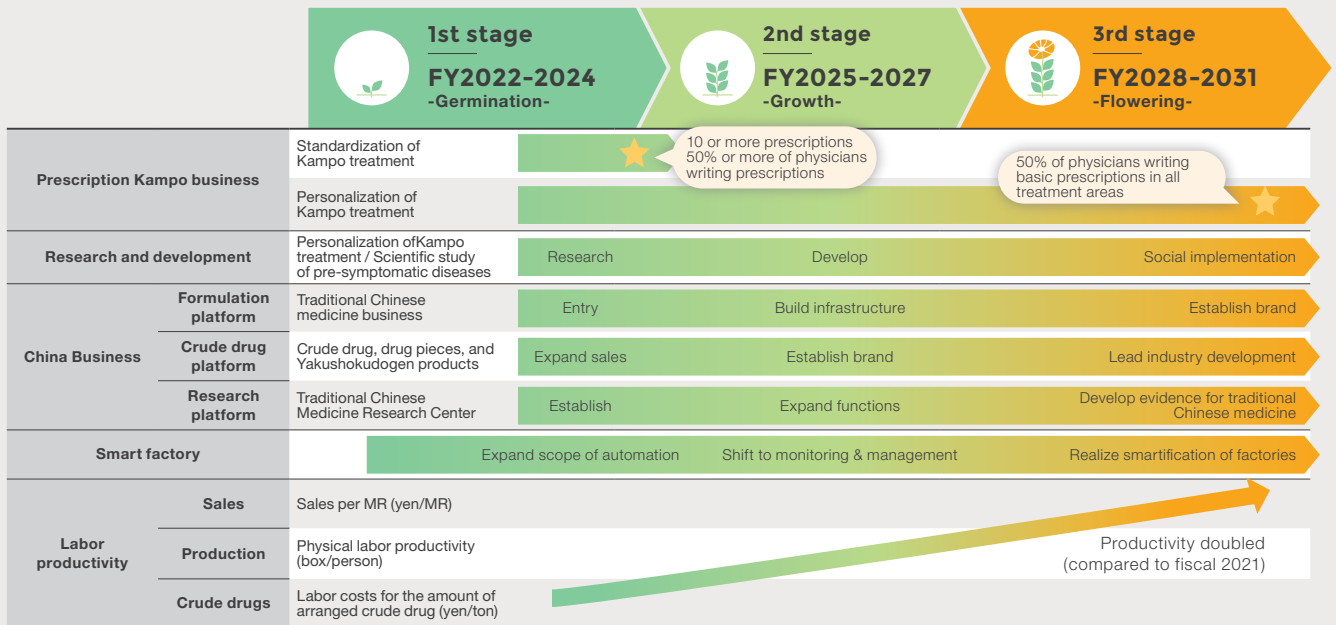 1st stage
FY2022-2024
-Germination-
2nd stage
FY2025-2027
-Growth-
3rd stage
FY2028-2031
-Flowering-
Prescription Kampo business
Standardization of
Kampo treatment
10 or more prescriptions
50% or more of physicians
writing prescriptions
Personalization of
Kampo treatment
50% of physicians writing
basic prescriptions in all
treatment areas
Research and development
Personalization ofKampo
treatment / Scientific study
of pre-symptomatic diseases
Research
Develop
Social implementation
China Business
Formulation
platform
Traditional Chinese
medicine business
Entry
Build infrastructure
Establish brand
Crude drug
platform
Crude drug, drug pieces, and
Yakushokudogen products
Expand sales
Establish brand
Lead industry development
Research
platform
Traditional Chinese
Medicine Research Center
Establish
Expand functions
Develop evidence for traditional
Chinese medicine
Smart factory
Expand scope of automation
Shift to monitoring & management
Realize smartification of factories
Labor
productivity
Sales
Sales per MR (yen/MR)
Production
Physical labor productivity
(box/person)
Productivity doubled
(compared to fiscal 2021)
Crude drugs
Labor costs for the amount of
arranged crude drug (yen/ton)